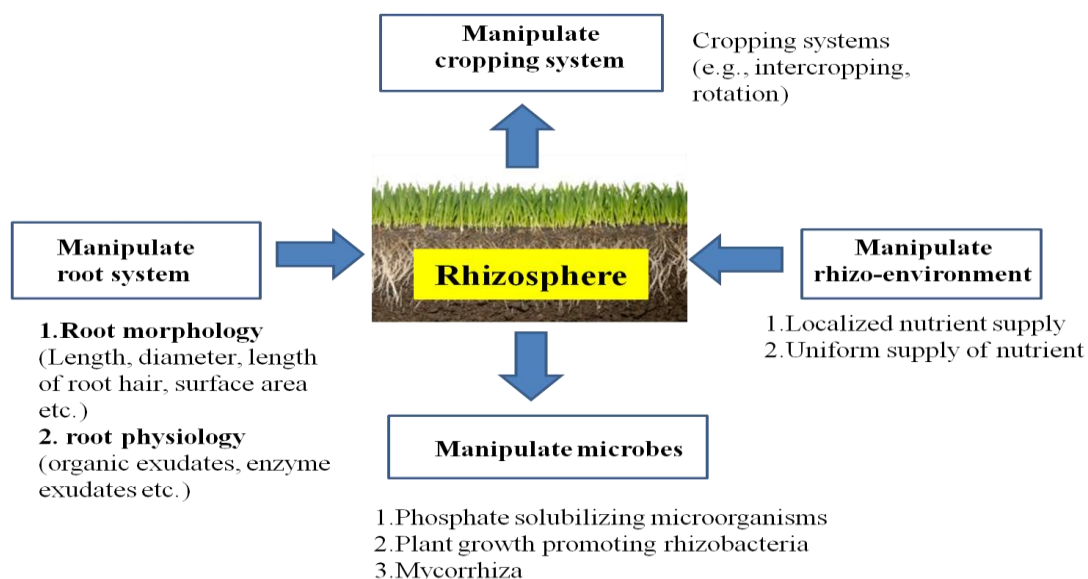 Manipulate
cropping system
Cropping systems
(e.g., intercropping,
rotation)
Manipulate
root system
1.Root morphology
(Length, diameter, length
of root hair, surface area
etc.)
2. root physiology
(organic exudates, enzyme
exudates etc.)
Rhizosphere
Manipulate
rhizo-environment
1.Localized nutrient supply
2.Uniform supply of nutrient
Manipulate microbes
1.Phosphate solubilizing microorganisms
2.Plant growth promoting rhizobacteria
3.Mycorrhiza